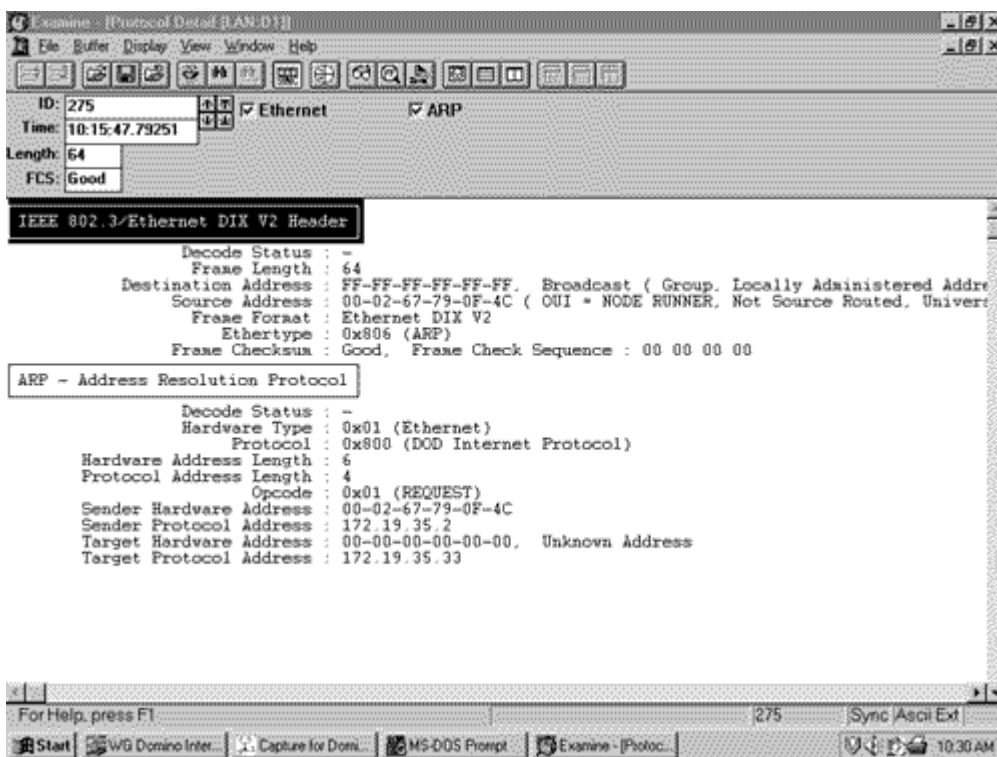 Examine - [Protocol Detail [LAN:D1]]
File Buffer Display View Window Help
ID: 275
Ethernet
ARP
Time: 10:15:47.79251
Length: 64
FCS: Good
IEEE 802.3/Ethernet DIX V2 Header
Decode Status : -
Frame Length : 64
Destination Address : FF-FF-FF-FF-FF-FF, Broadcast ( Group, Locally Administered Addre
Source Address : 00-02-67-79-0F-4C ( OUI = NODE RUNNER, Not Source Routed, Univers
Frame Format : Ethernet DIX V2
Ethertype : 0x806 (ARP)
Frame Checksum : Good, Frame Check Sequence : 00 00 00 00
ARP - Address Resolution Protocol
Decode Status : -
Hardware Type : 0x01 (Ethernet)
Protocol : 0x800 (DOD Internet Protocol)
Hardware Address Length : 6
Protocol Address Length : 4
Opcode : 0x01 (REQUEST)
Sender Hardware Address : 00-02-67-79-0F-4C
Sender Protocol Address : 172.19.35.2
Target Hardware Address : 00-00-00-00-00-00, Unknown Address
Target Protocol Address : 172.19.35.33
For Help, press F1
275
Sync Ascii Ext
Start
WG Domino Inter...
Capture for Domi...
MS-DOS Prompt
Examine - [Protoc...
10:30 AM